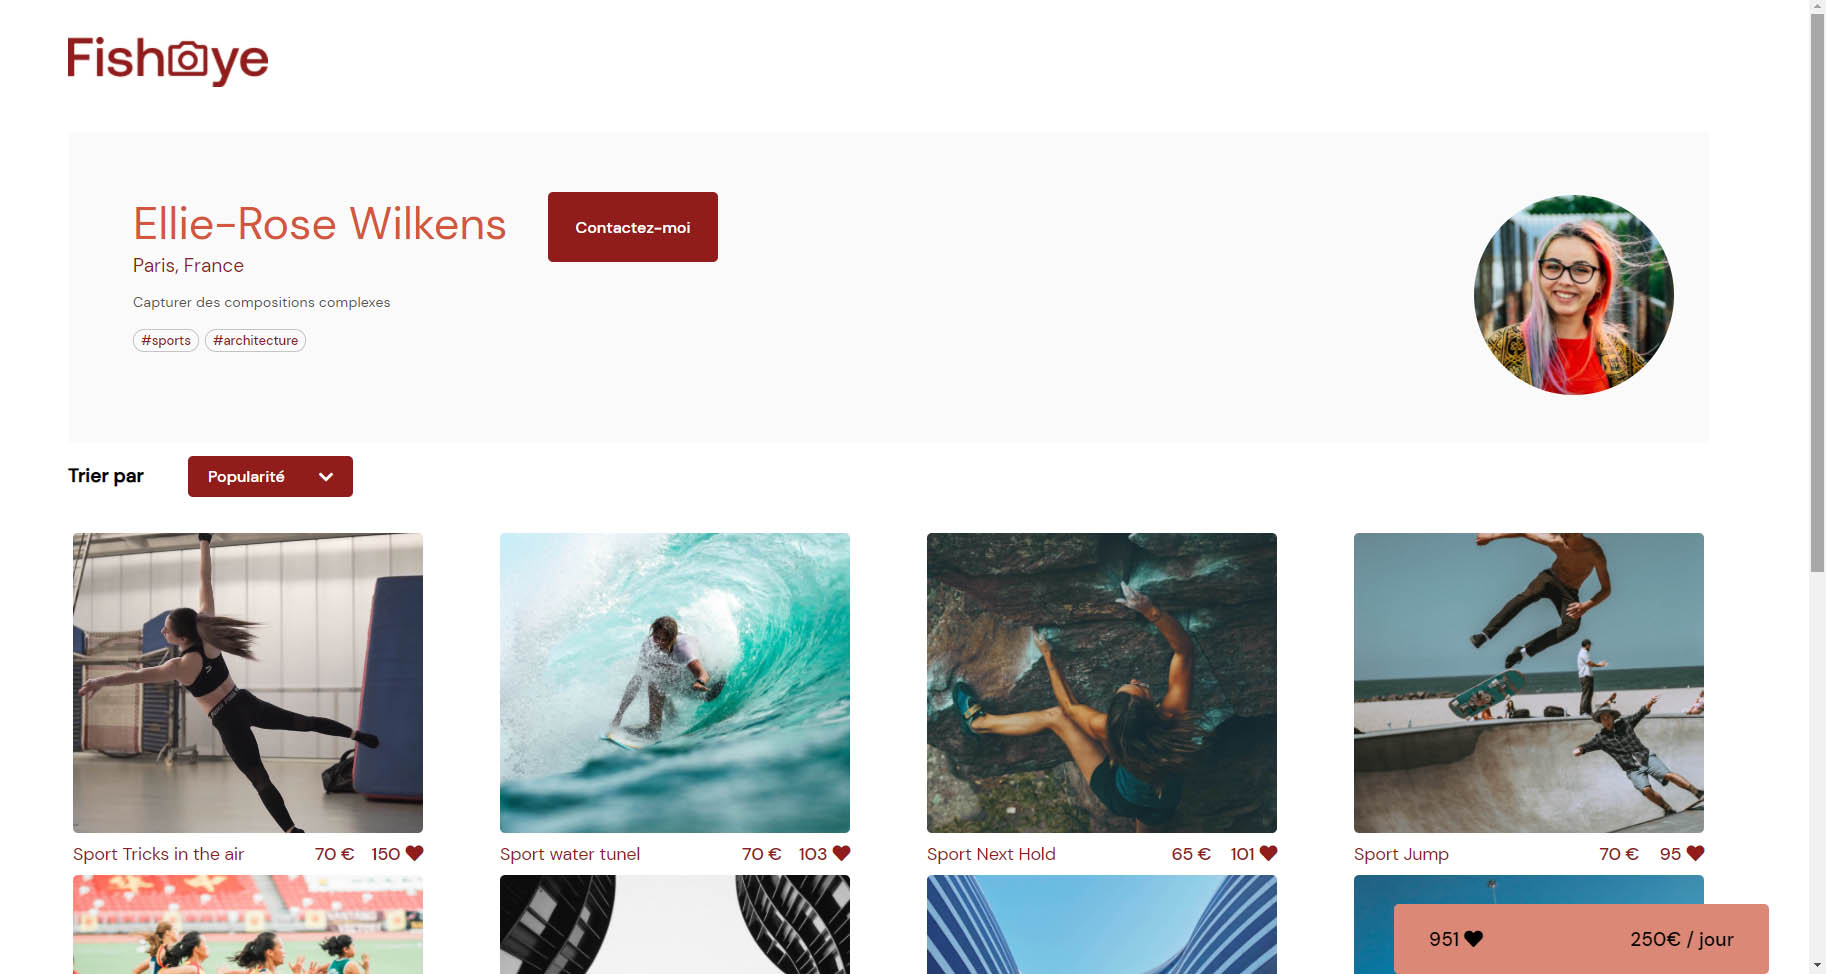 Fisheye
Ellie-Rose Wilkens
Contactez-moi
Paris, France
Capturer des compositions complexes
#sports #architecture
Trier par
Popularité
Sport Tricks in the air 70 € 150
Sport water tunel 70 € 103
Sport Next Hold 65 € 101
Sport Jump 70 € 95
951 250€ / jour